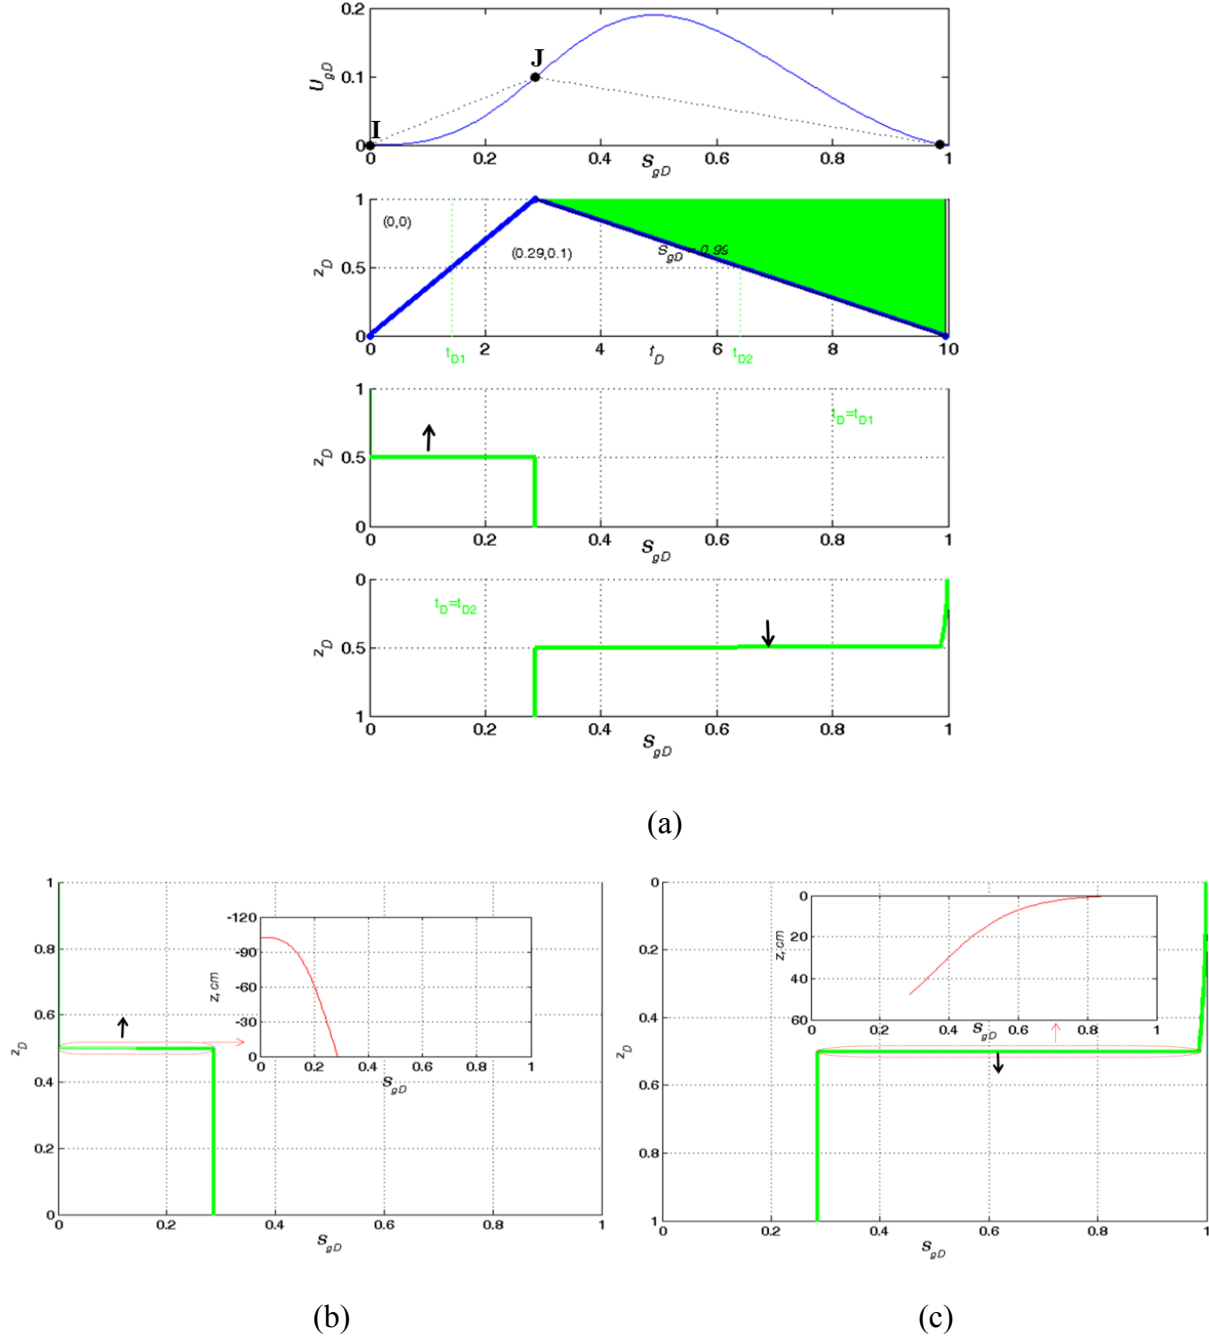 0.2
U_gD
0.1
0
I
J
0 0.2 0.4 0.6 0.8 1
S_gD
1
z_D
0.5
0
(0,0)
(0.29,0.1)
S_gD = 0.99
0 2 4 6 8 10
t_D1 t_D t_D2
1
z_D
0.5
0
t_D=t_D1
0 0.2 0.4 0.6 0.8 1
S_gD
0
z_D
0.5
1
t_D=t_D2
0 0.2 0.4 0.6 0.8 1
S_gD
(a)
1
0.8
0.6
z_D
0.4
0.2
0
0 0.2 0.4 0.6 0.8 1
S_gD
-120
-90
z, cm
-60
-30
0
0 0.2 0.4 0.6 0.8 1
S_gD
(b)
0
0.2
0.4
z_D
0.6
0.8
1
0 0.2 0.4 0.6 0.8 1
S_gD
0
20
z, cm
40
60
0 0.2 0.4 0.6 0.8 1
S_gD
(c)